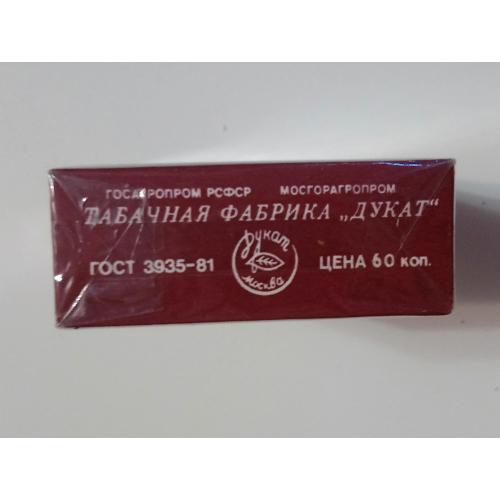 ГОСАГРОПРОМ РСФСР МОСГОРАГРОПРОМ
ТАБАЧНАЯ ФАБРИКА „ДУКАТ“
ГОСТ 3935-81
Дукат
москва
ЦЕНА 60 коп.